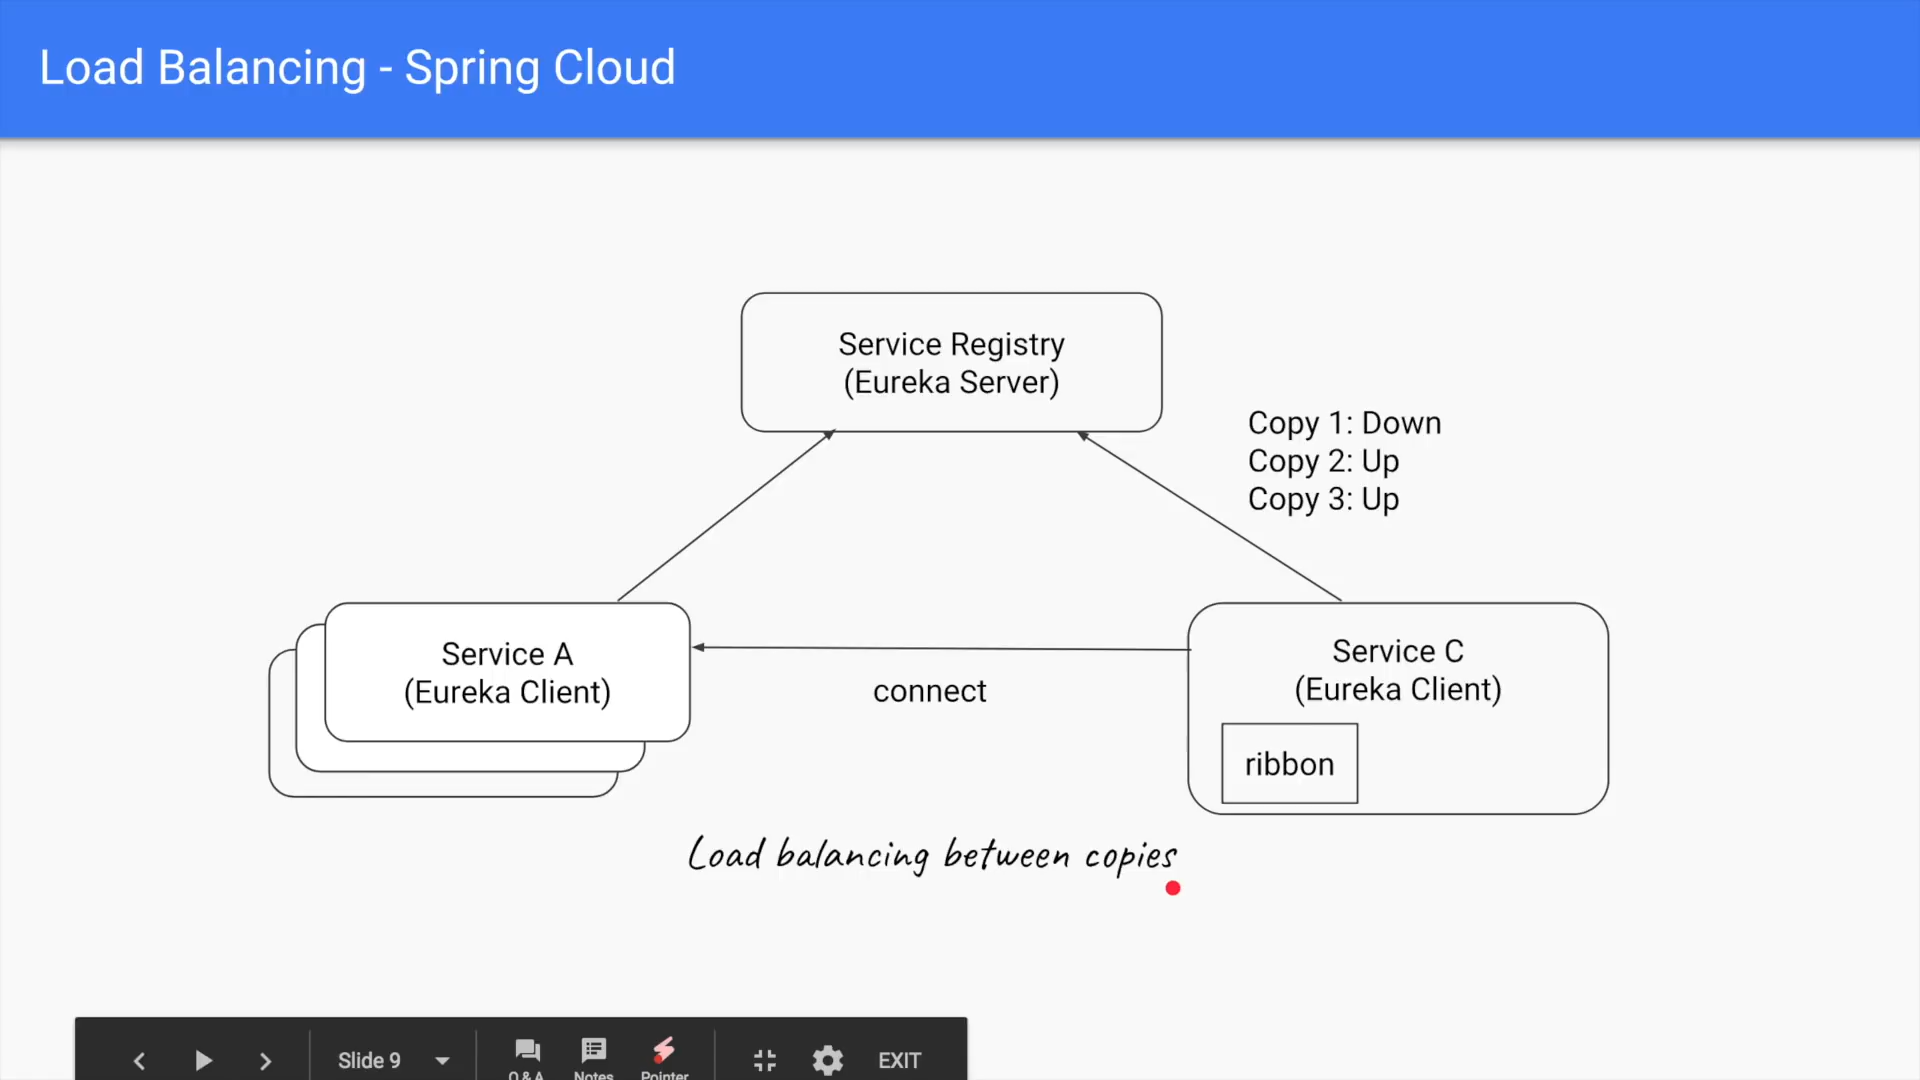 Load Balancing - Spring Cloud
Service Registry
(Eureka Server)
Copy 1: Down
Copy 2: Up
Copy 3: Up
Service A
(Eureka Client)
connect
Service C
(Eureka Client)
ribbon
Load balancing between copies
Slide 9
Q & A
Notes
Pointer
EXIT